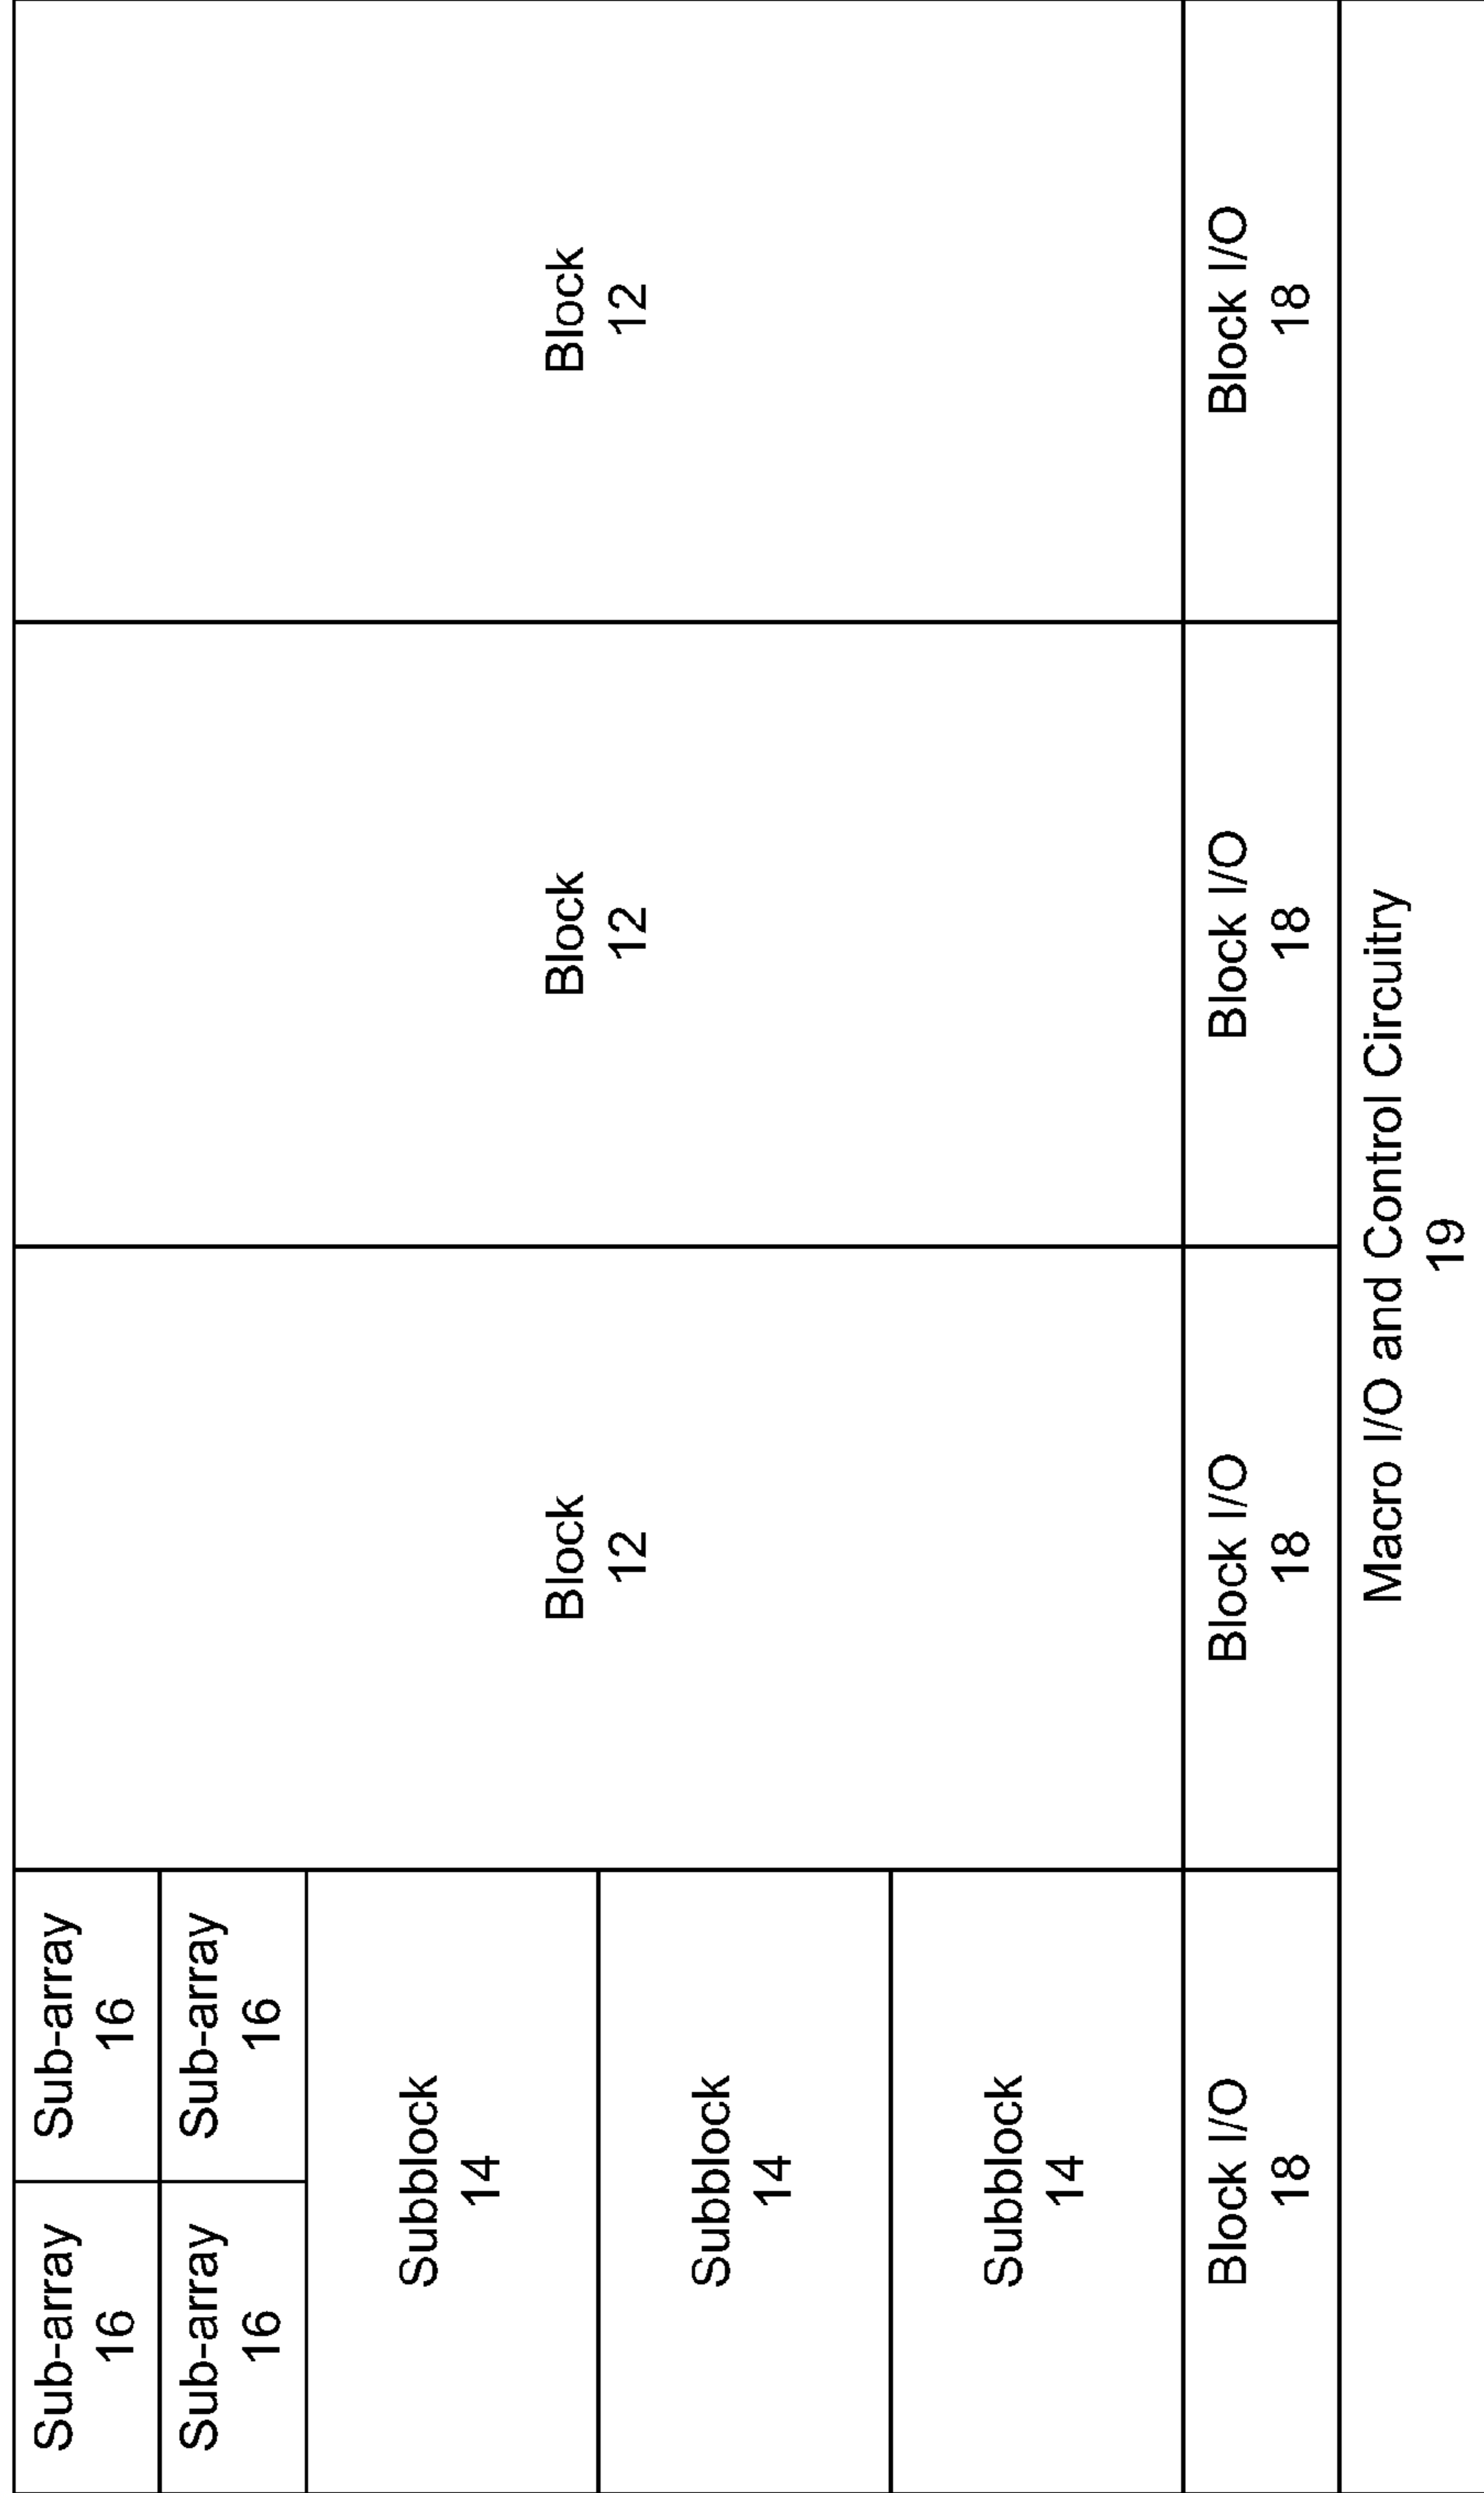 Sub-array
16
Sub-array
16
Sub-array
16
Sub-array
16
Subblock
14
Subblock
14
Subblock
14
Block
12
Block
12
Block
12
Block I/O
18
Block I/O
18
Block I/O
18
Block I/O
18
Macro I/O and Control Circuitry
19